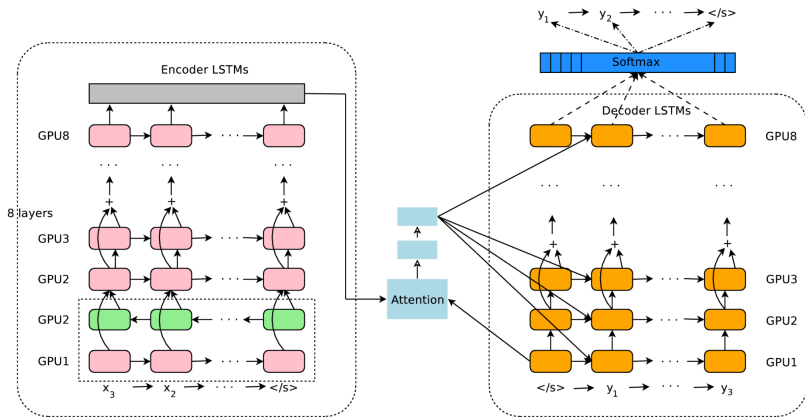 y1 y2 ... </s>
Softmax
Encoder LSTMs
Decoder LSTMs
GPU8
... ...
GPU8
... ...
... ...
+ +
8 layers
GPU3
...
+ +
+
GPU2
...
Attention
GPU3
...
GPU2
...
GPU2
...
GPU1
...
GPU1
...
x3 x2 ... </s>
</s> y1 ... y3